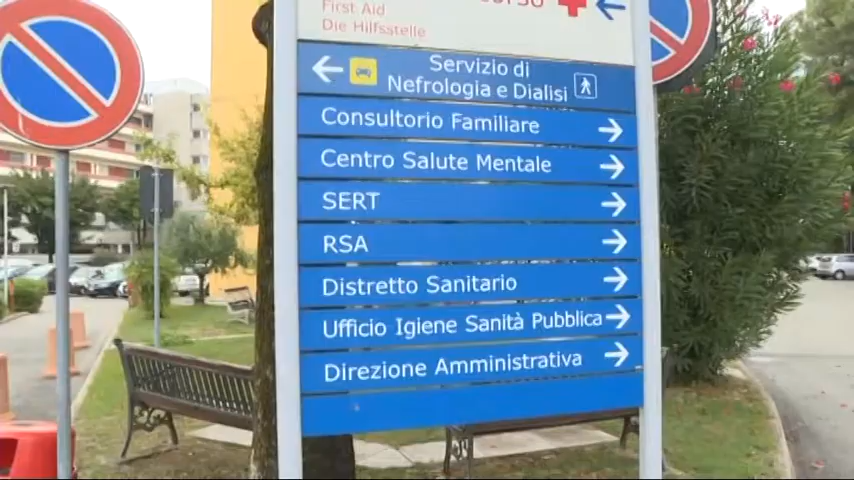 First Aid
Die Hilfsstelle
Servizio di
Nefrologia e Dialisi
Consultorio Familiare
Centro Salute Mentale
SERT
RSA
Distretto Sanitario
Ufficio Igiene Sanità Pubblica
Direzione Amministrativa